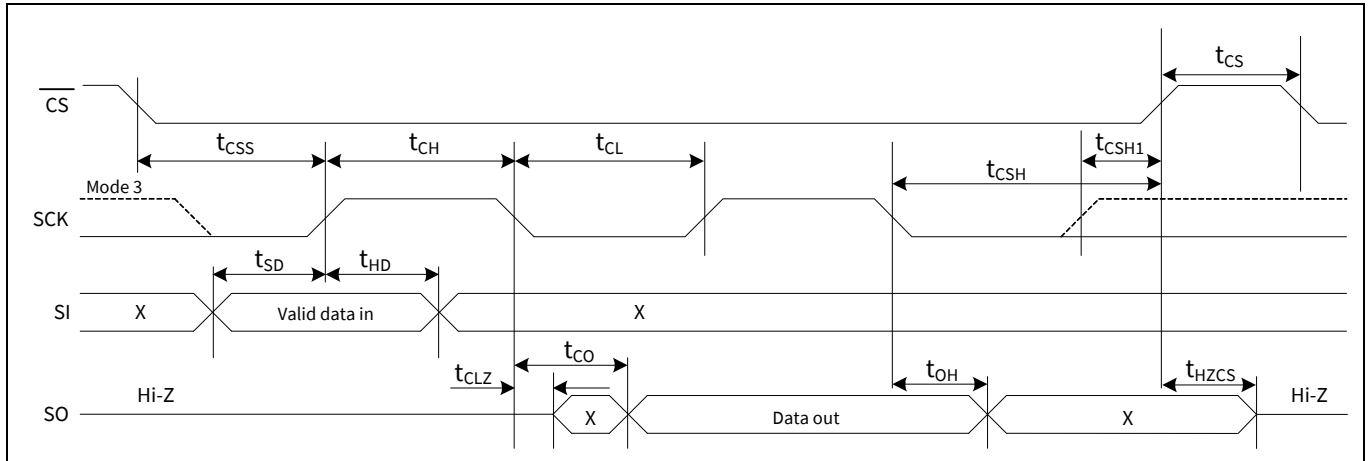 tCS
CS
tCSS
tCH
tCL
tCSH1
tCSH
Mode 3
SCK
tSD
tHD
SI
X
Valid data in
X
tCO
tCLZ
tOH
tHZCS
Hi-Z
Hi-Z
SO
X
Data out
X